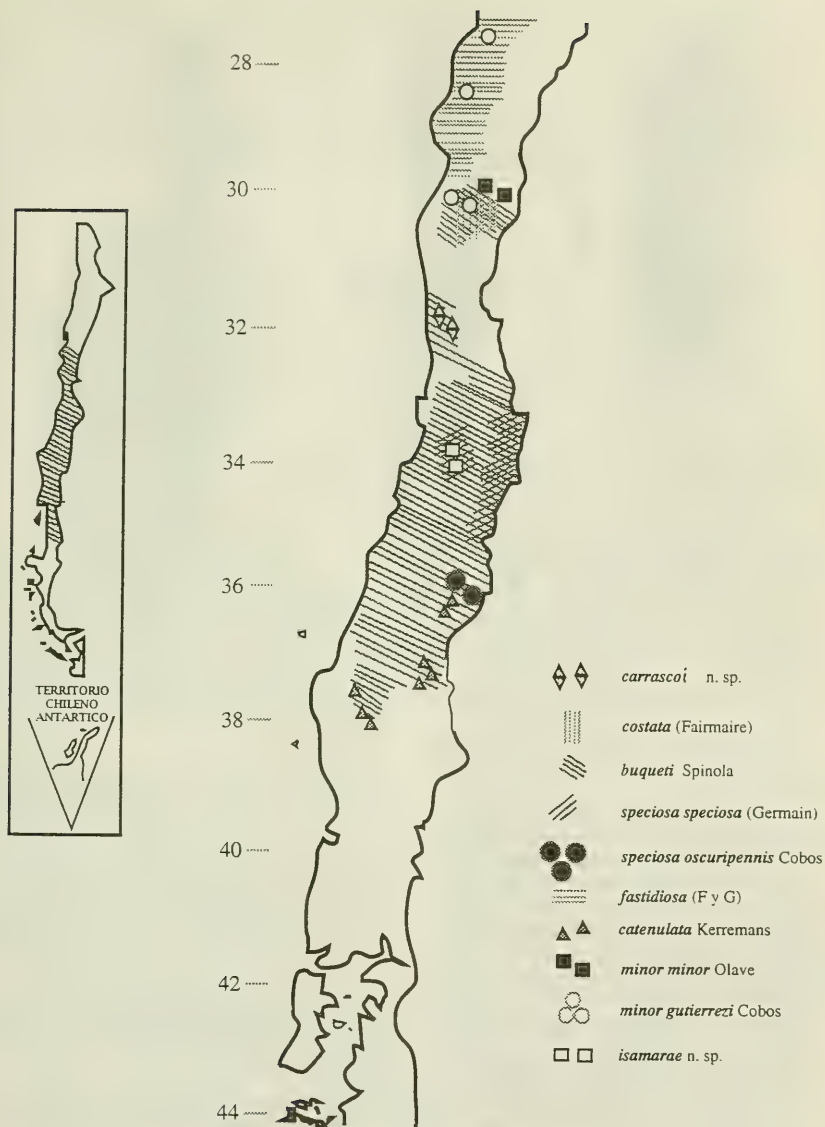 28
30
32
34
36
38
40
42
44
TERRITORIO
CHILENO
ANTARTICO
carrascoi n. sp.
costata (Fairmaire)
buqueti Spinola
speciosa speciosa (Germain)
speciosa oscuripennis Cobos
fastidiosa (F y G)
catenulata Kerremans
minor minor Olave
minor gutierrezi Cobos
isamarae n. sp.